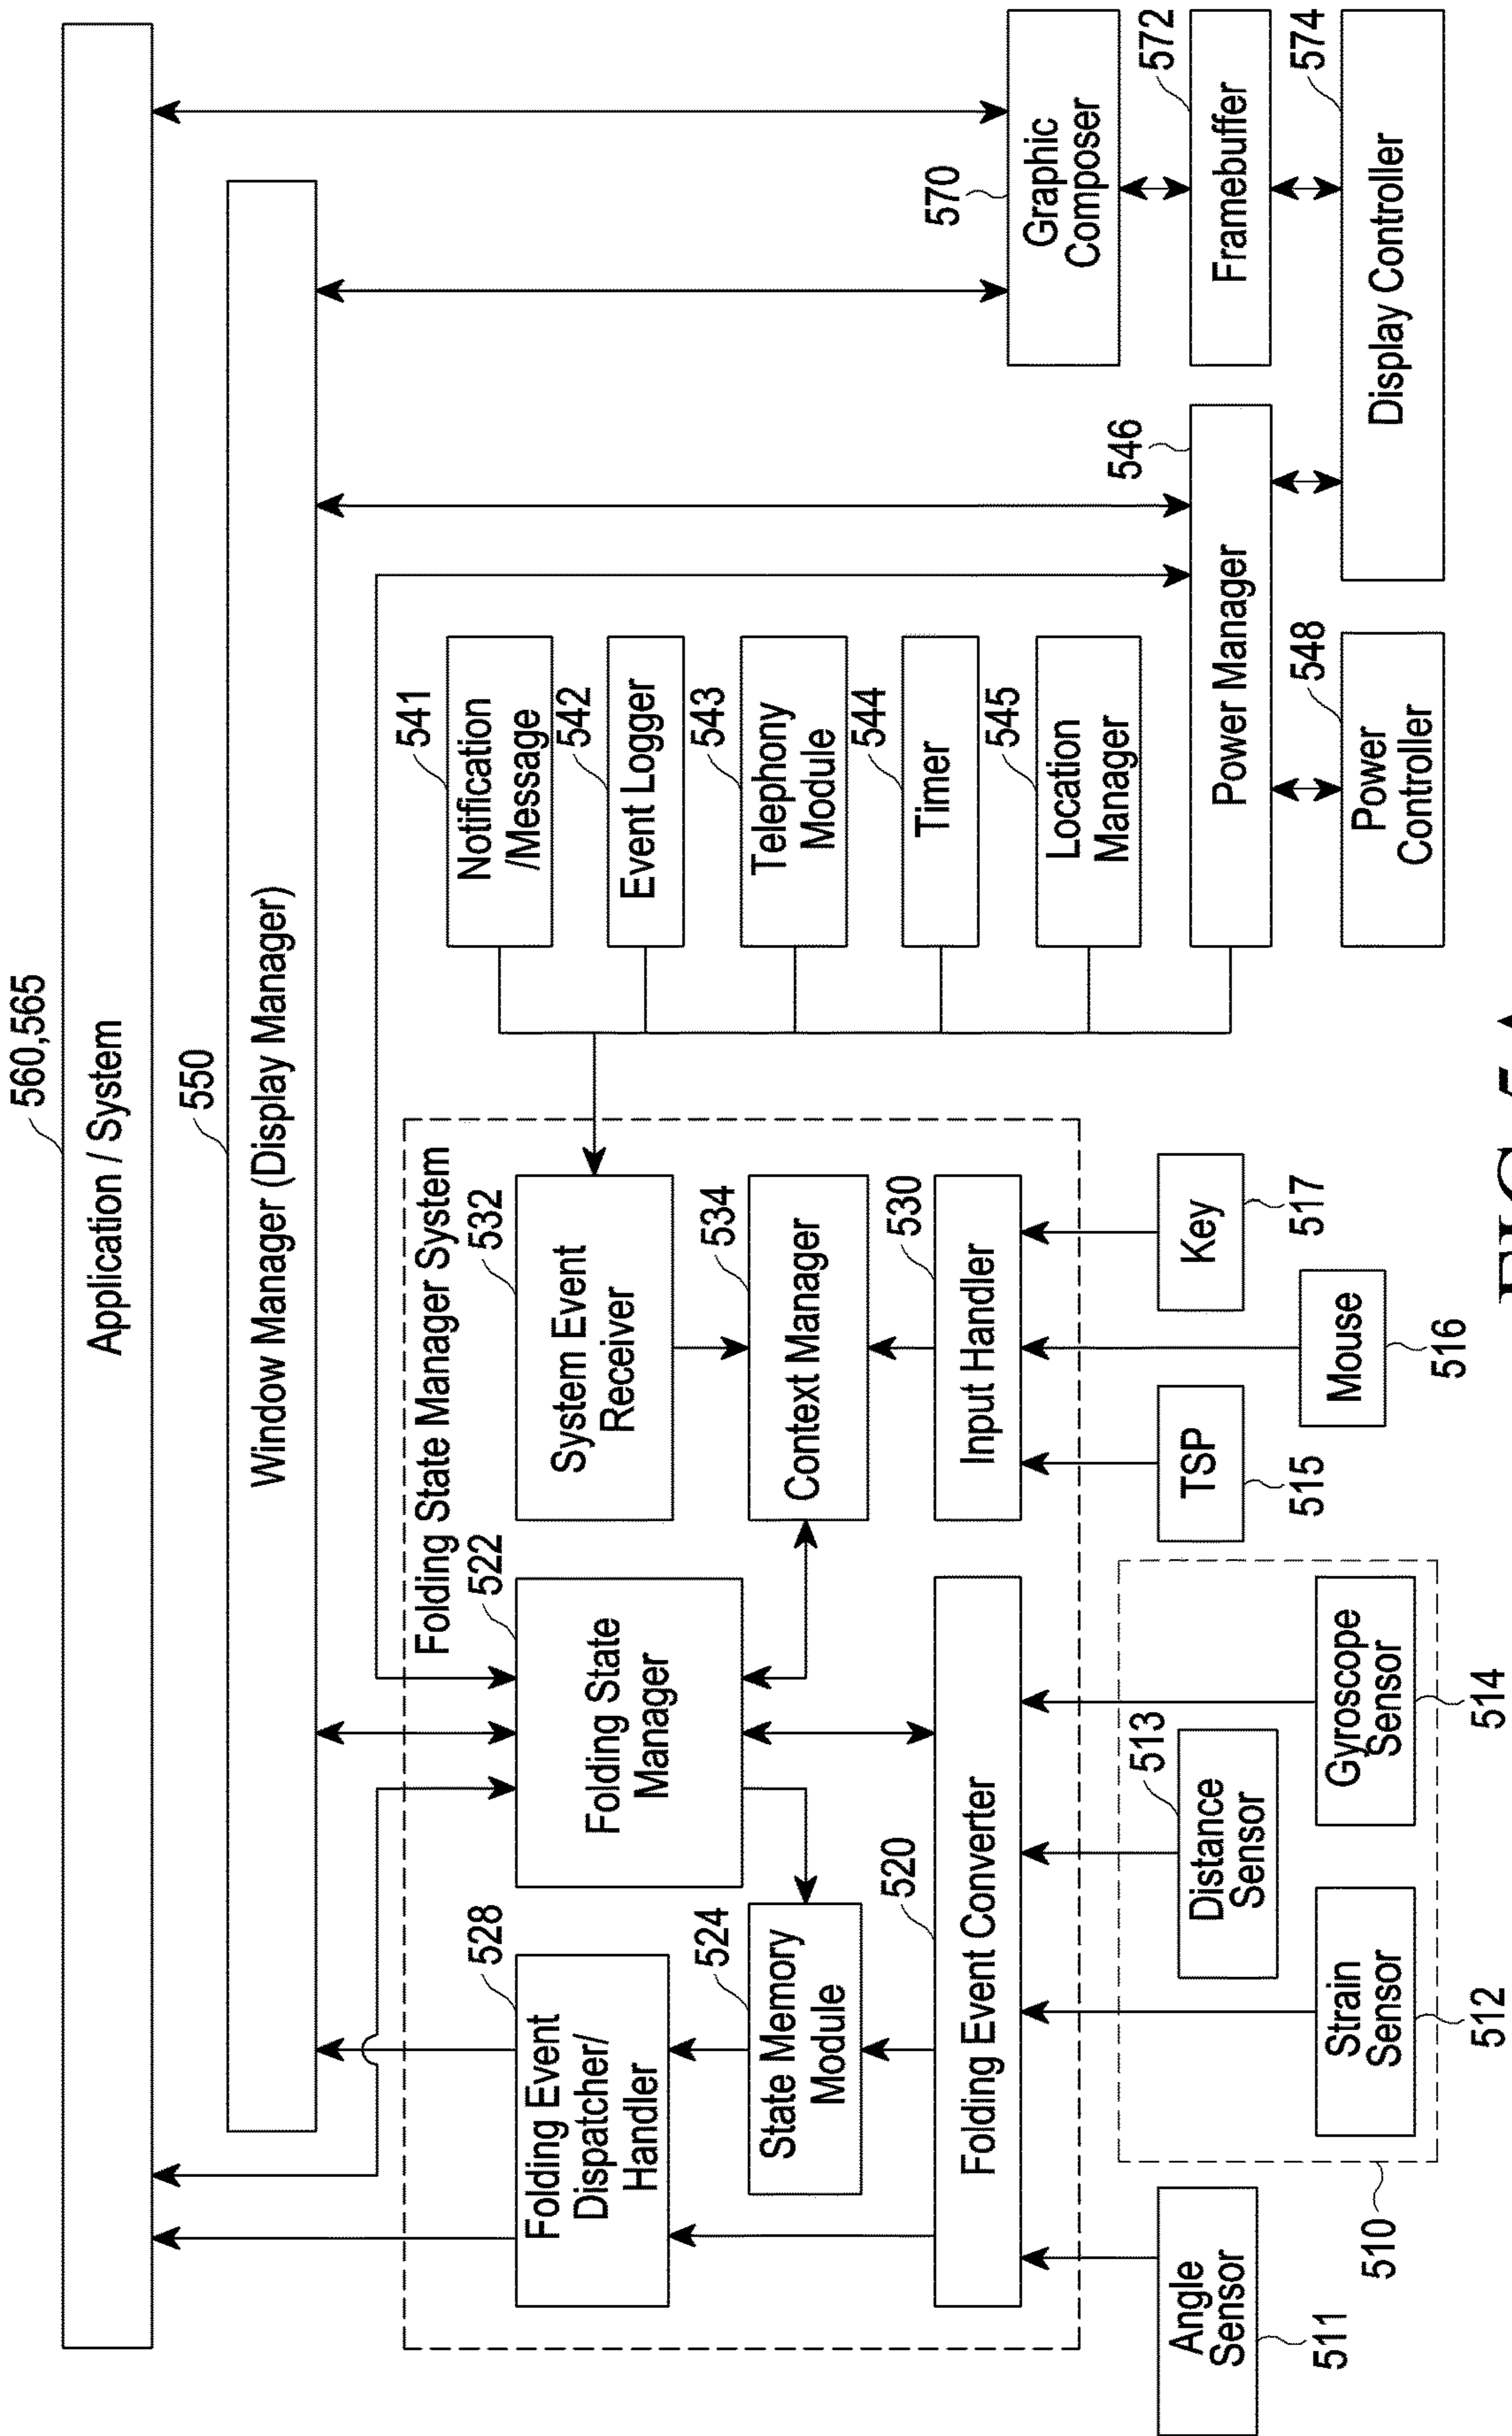 560,565
Application / System
550
Window Manager (Display Manager)
Folding State Manager System
528
Folding Event
Dispatcher/
Handler
522
Folding State
Manager
532
System Event
Receiver
524
State Memory
Module
534
Context Manager
520
Folding Event Converter
530
Input Handler
541
Notification
/Message
542
Event Logger
543
Telephony
Module
544
Timer
545
Location
Manager
546
Power Manager
548
Power
Controller
570
Graphic
Composer
572
Framebuffer
574
Display Controller
Angle
Sensor
511
510
Strain
Sensor
512
513
Distance
Sensor
Gyroscope
Sensor
514
TSP
515
Mouse
516
Key
517